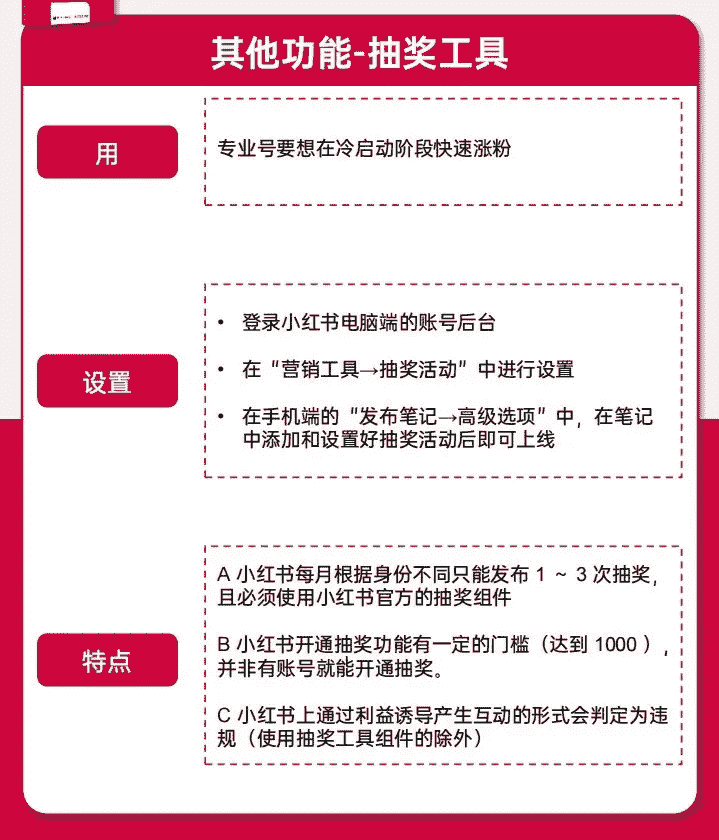 其他功能-抽奖工具
用
专业号要想在冷启动阶段快速涨粉
设置
• 登录小红书电脑端的账号后台
• 在“营销工具→抽奖活动”中进行设置
• 在手机端的“发布笔记→高级选项”中，在笔记
中添加和设置好抽奖活动后即可上线
特点
A 小红书每月根据身份不同只能发布 1 ~ 3 次抽奖，
且必须使用小红书官方的抽奖组件
B 小红书开通抽奖功能有一定的门槛（达到 1000 ），
并非有账号就能开通抽奖。
C 小红书上通过利益诱导产生互动的形式会判定为违
规（使用抽奖工具组件的除外）